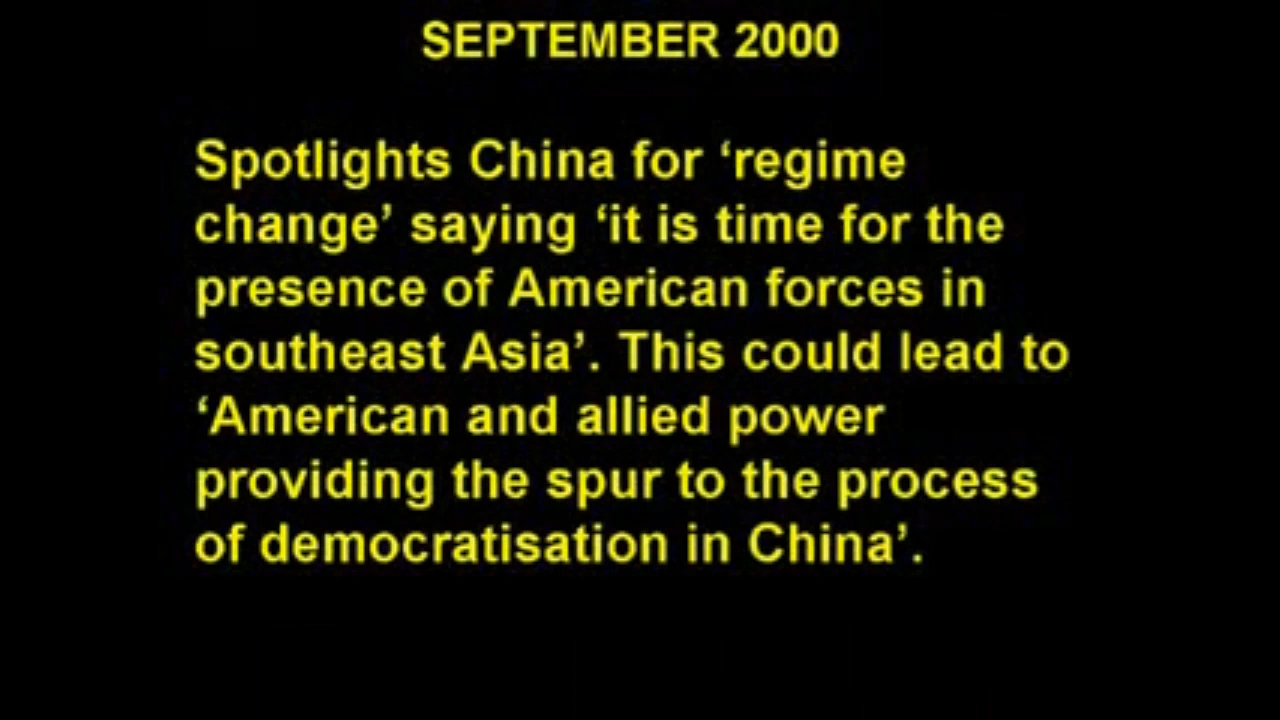 SEPTEMBER 2000
Spotlights China for ‘regime
change’ saying ‘it is time for the
presence of American forces in
southeast Asia’. This could lead to
‘American and allied power
providing the spur to the process
of democratisation in China’.